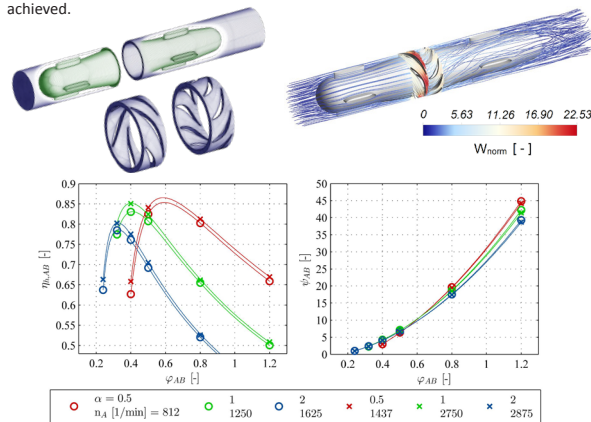 achieved.
0 5.63 11.26 16.90 22.53
W_norm [ - ]
0.9
0.85
0.8
0.75
0.7
0.65
0.6
0.55
0.5
η_h,AB [-]
0.2 0.4 0.6 0.8 1 1.2
φ_AB [-]
50
45
40
35
30
25
20
15
10
5
0
ψ_AB [-]
0.2 0.4 0.6 0.8 1 1.2
φ_AB [-]
α = 0.5 1 2 0.5 1 2
n_A [1/min] = 812 1250 1625 1437 2750 2875